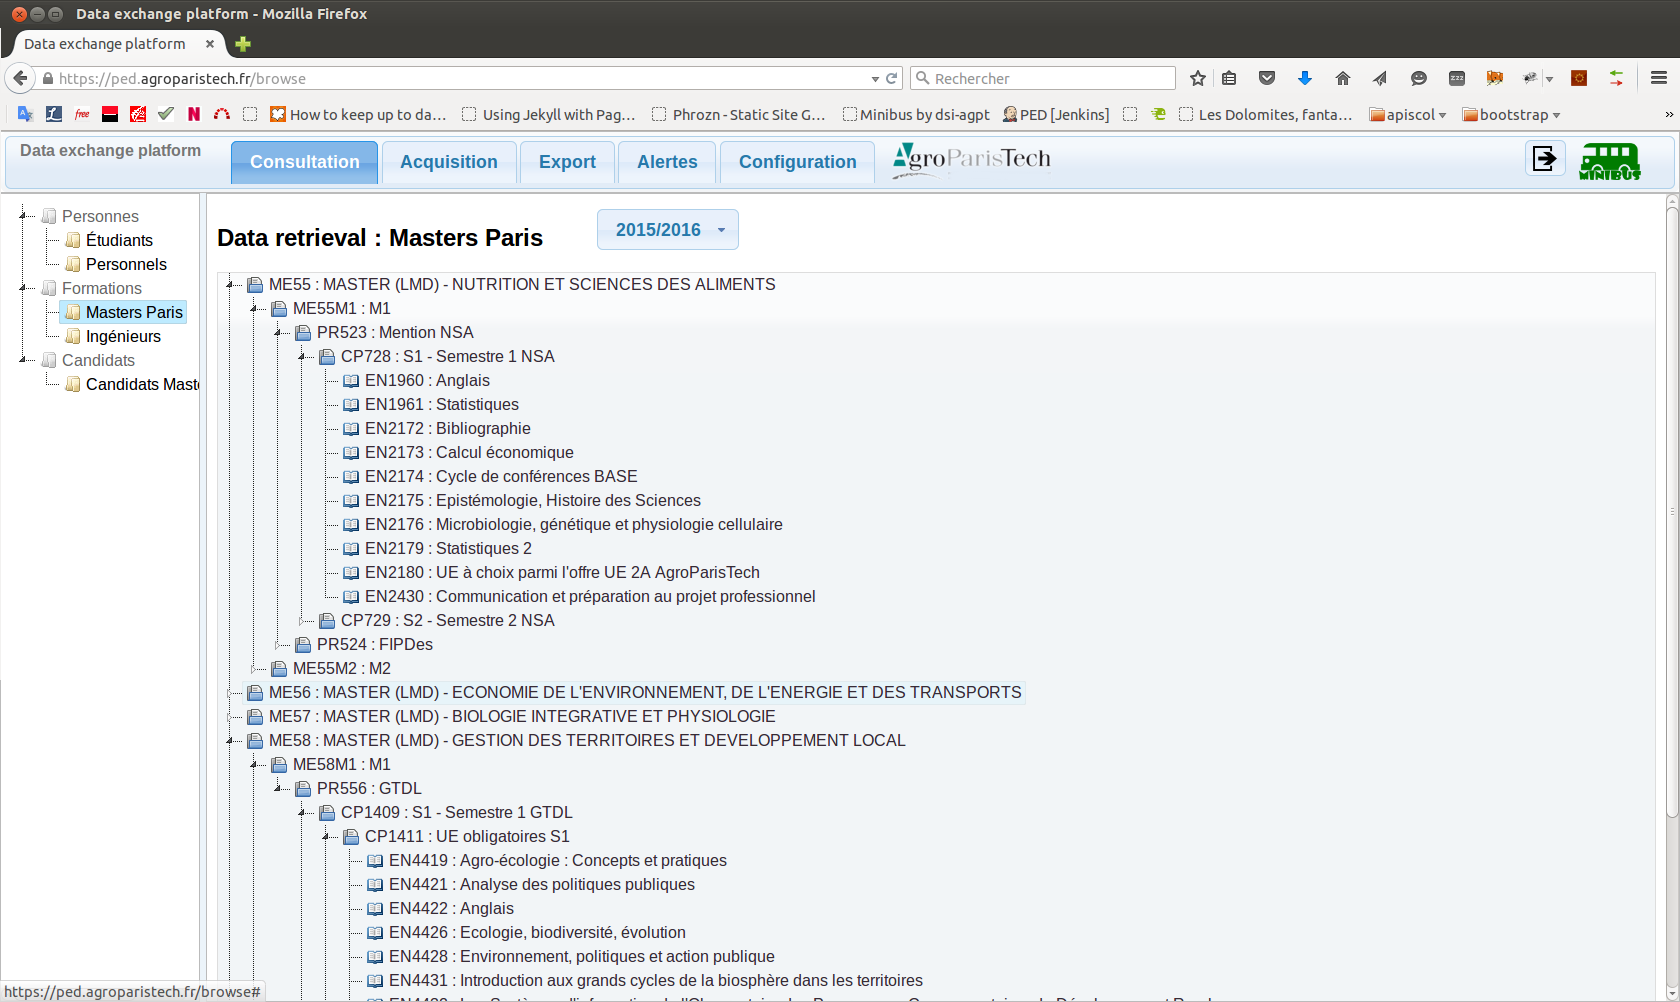 Data exchange platform - Mozilla Firefox
Data exchange platform
https://ped.agroparistech.fr/browse
Rechercher
free
How to keep up to da...
Using Jekyll with Pag...
Phrozn - Static Site G...
Minibus by dsi-agpt
PED [Jenkins]
Les Dolomites, fanta...
apiscol
bootstrap
Data exchange platform
Consultation
Acquisition
Export
Alertes
Configuration
AgroParisTech
MINIBUS
Personnes
Étudiants
Personnels
Formations
Masters Paris
Ingénieurs
Candidats
Candidats Maste
Data retrieval : Masters Paris
2015/2016
ME55 : MASTER (LMD) - NUTRITION ET SCIENCES DES ALIMENTS
ME55M1 : M1
PR523 : Mention NSA
CP728 : S1 - Semestre 1 NSA
EN1960 : Anglais
EN1961 : Statistiques
EN2172 : Bibliographie
EN2173 : Calcul économique
EN2174 : Cycle de conférences BASE
EN2175 : Epistémologie, Histoire des Sciences
EN2176 : Microbiologie, génétique et physiologie cellulaire
EN2179 : Statistiques 2
EN2180 : UE à choix parmi l'offre UE 2A AgroParisTech
EN2430 : Communication et préparation au projet professionnel
CP729 : S2 - Semestre 2 NSA
PR524 : FIPDes
ME55M2 : M2
ME56 : MASTER (LMD) - ECONOMIE DE L'ENVIRONNEMENT, DE L'ENERGIE ET DES TRANSPORTS
ME57 : MASTER (LMD) - BIOLOGIE INTEGRATIVE ET PHYSIOLOGIE
ME58 : MASTER (LMD) - GESTION DES TERRITOIRES ET DEVELOPPEMENT LOCAL
ME58M1 : M1
PR556 : GTDL
CP1409 : S1 - Semestre 1 GTDL
CP1411 : UE obligatoires S1
EN4419 : Agro-écologie : Concepts et pratiques
EN4421 : Analyse des politiques publiques
EN4422 : Anglais
EN4426 : Ecologie, biodiversité, évolution
EN4428 : Environnement, politiques et action publique
EN4431 : Introduction aux grands cycles de la biosphère dans les territoires
https://ped.agroparistech.fr/browse#